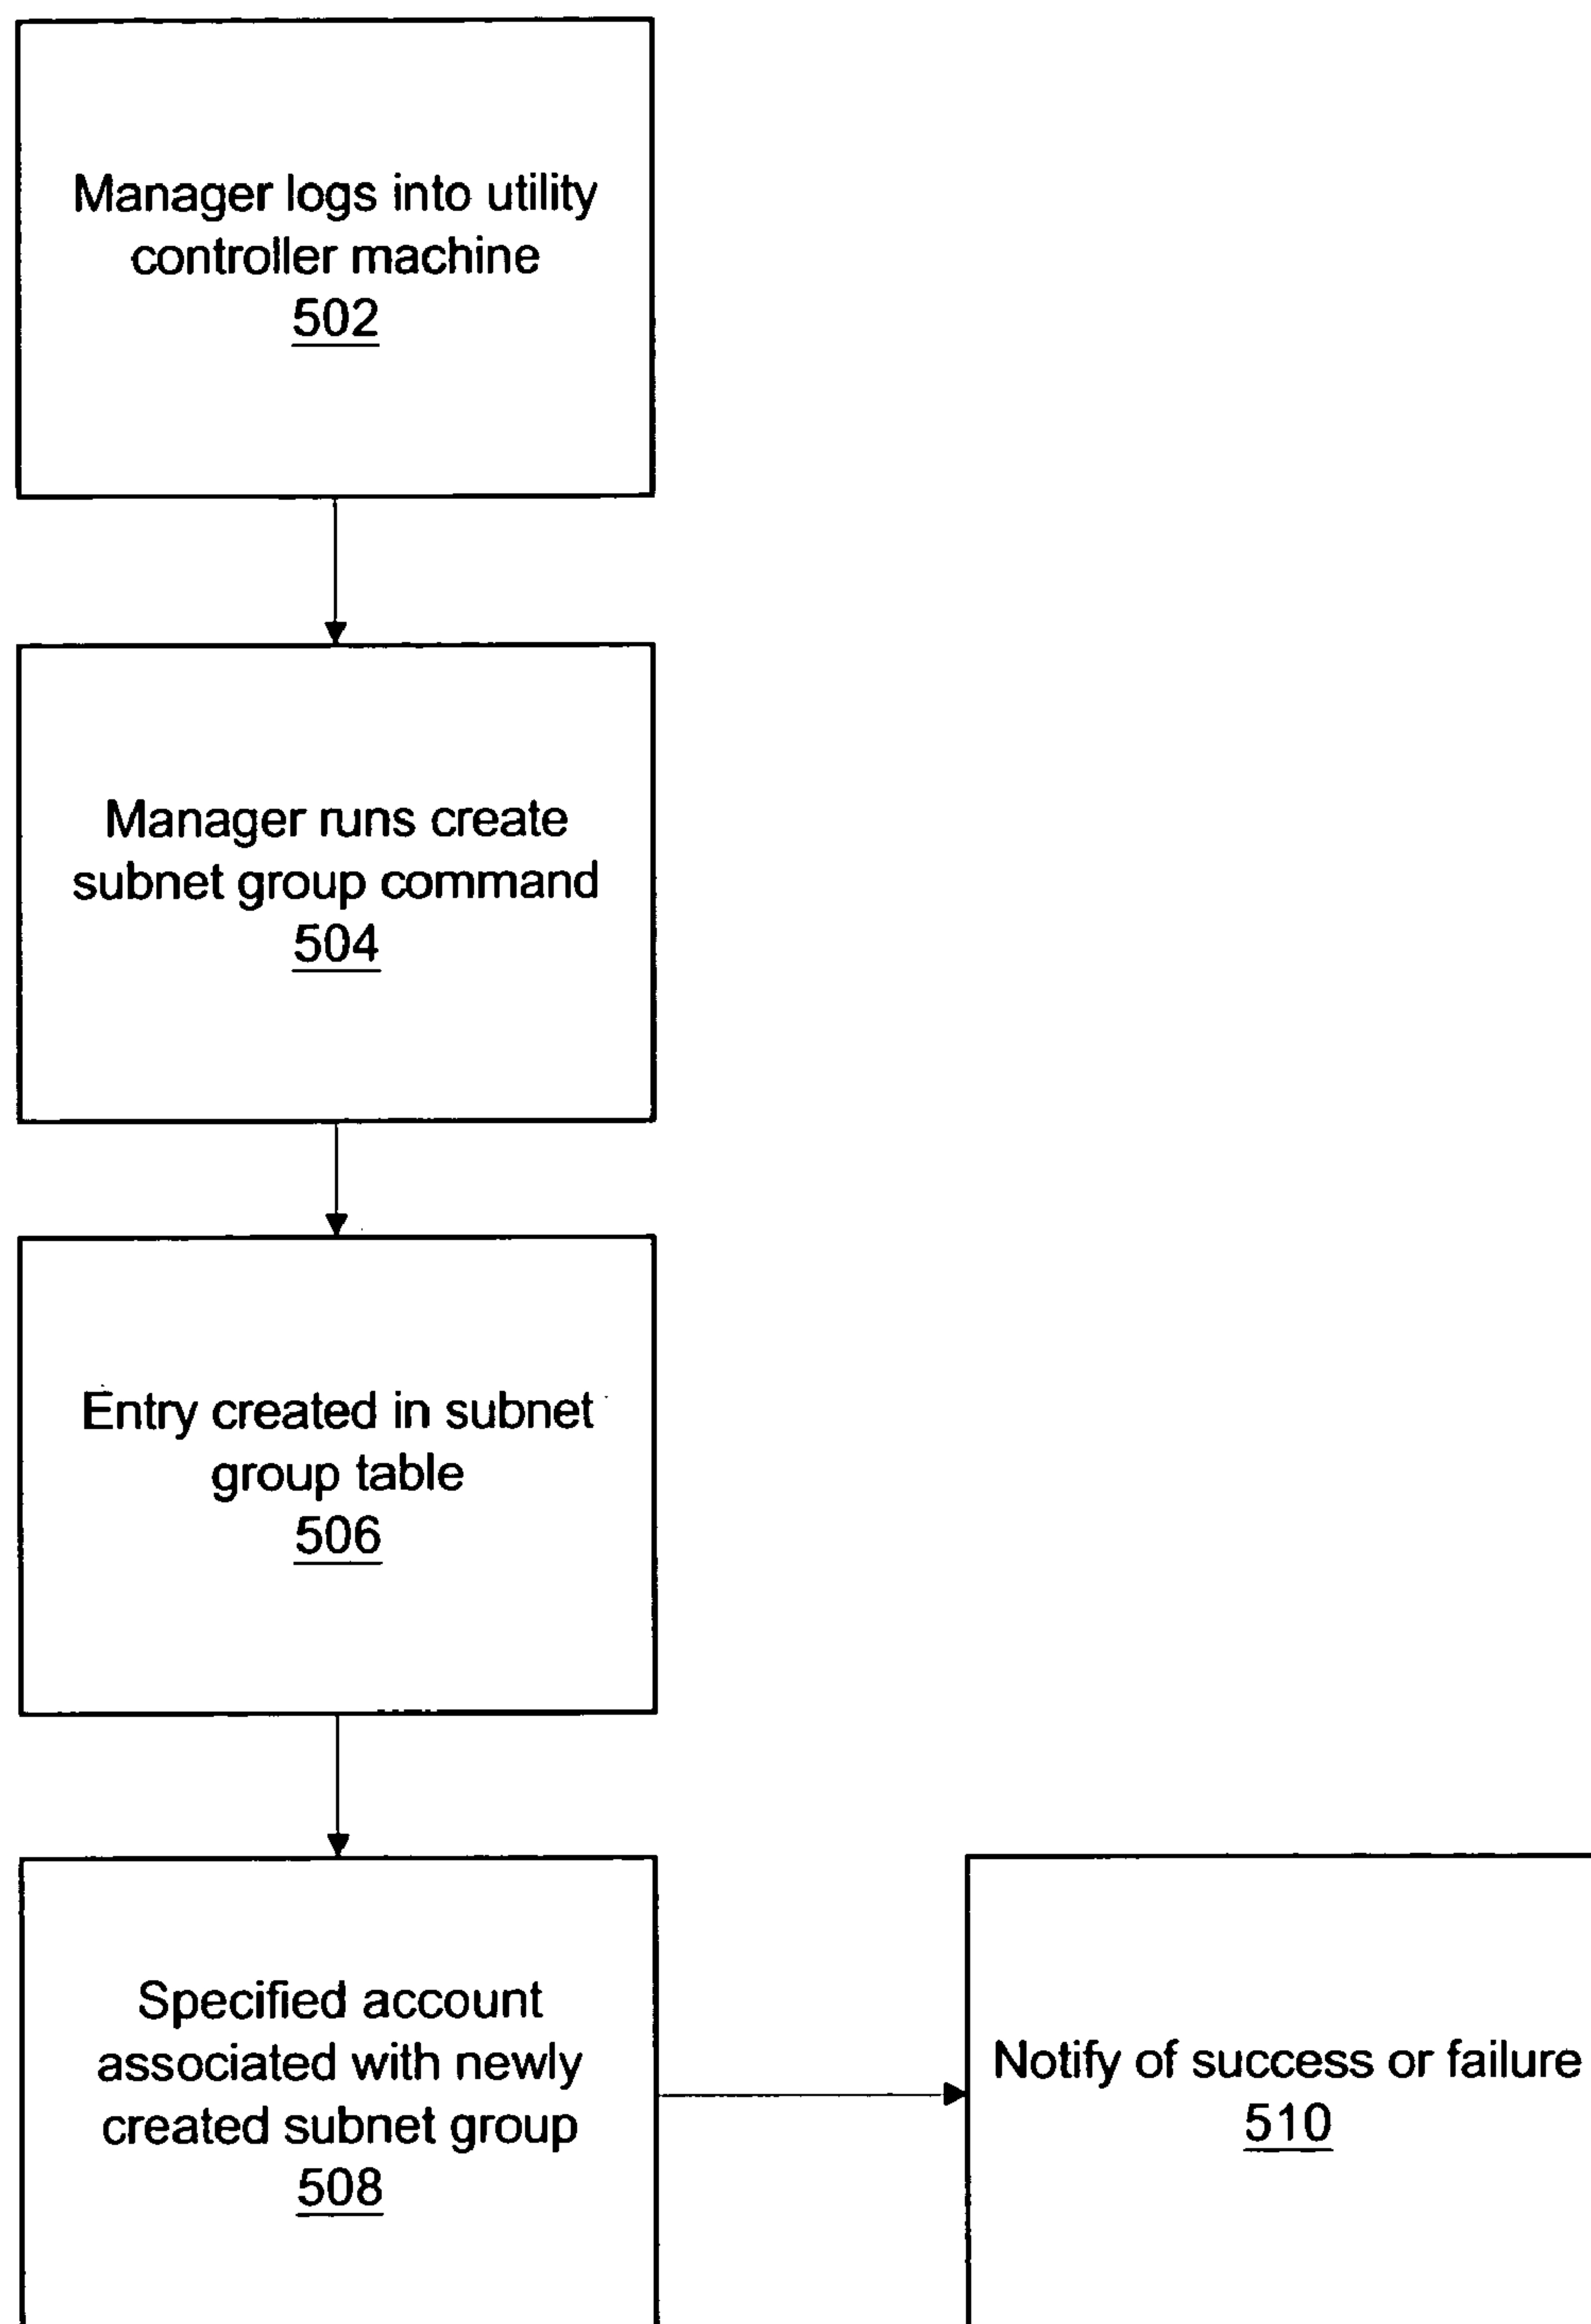 Manager logs into utility
controller machine
502
Manager runs create
subnet group command
504
Entry created in subnet
group table
506
Specified account
associated with newly
created subnet group
508
Notify of success or failure
510